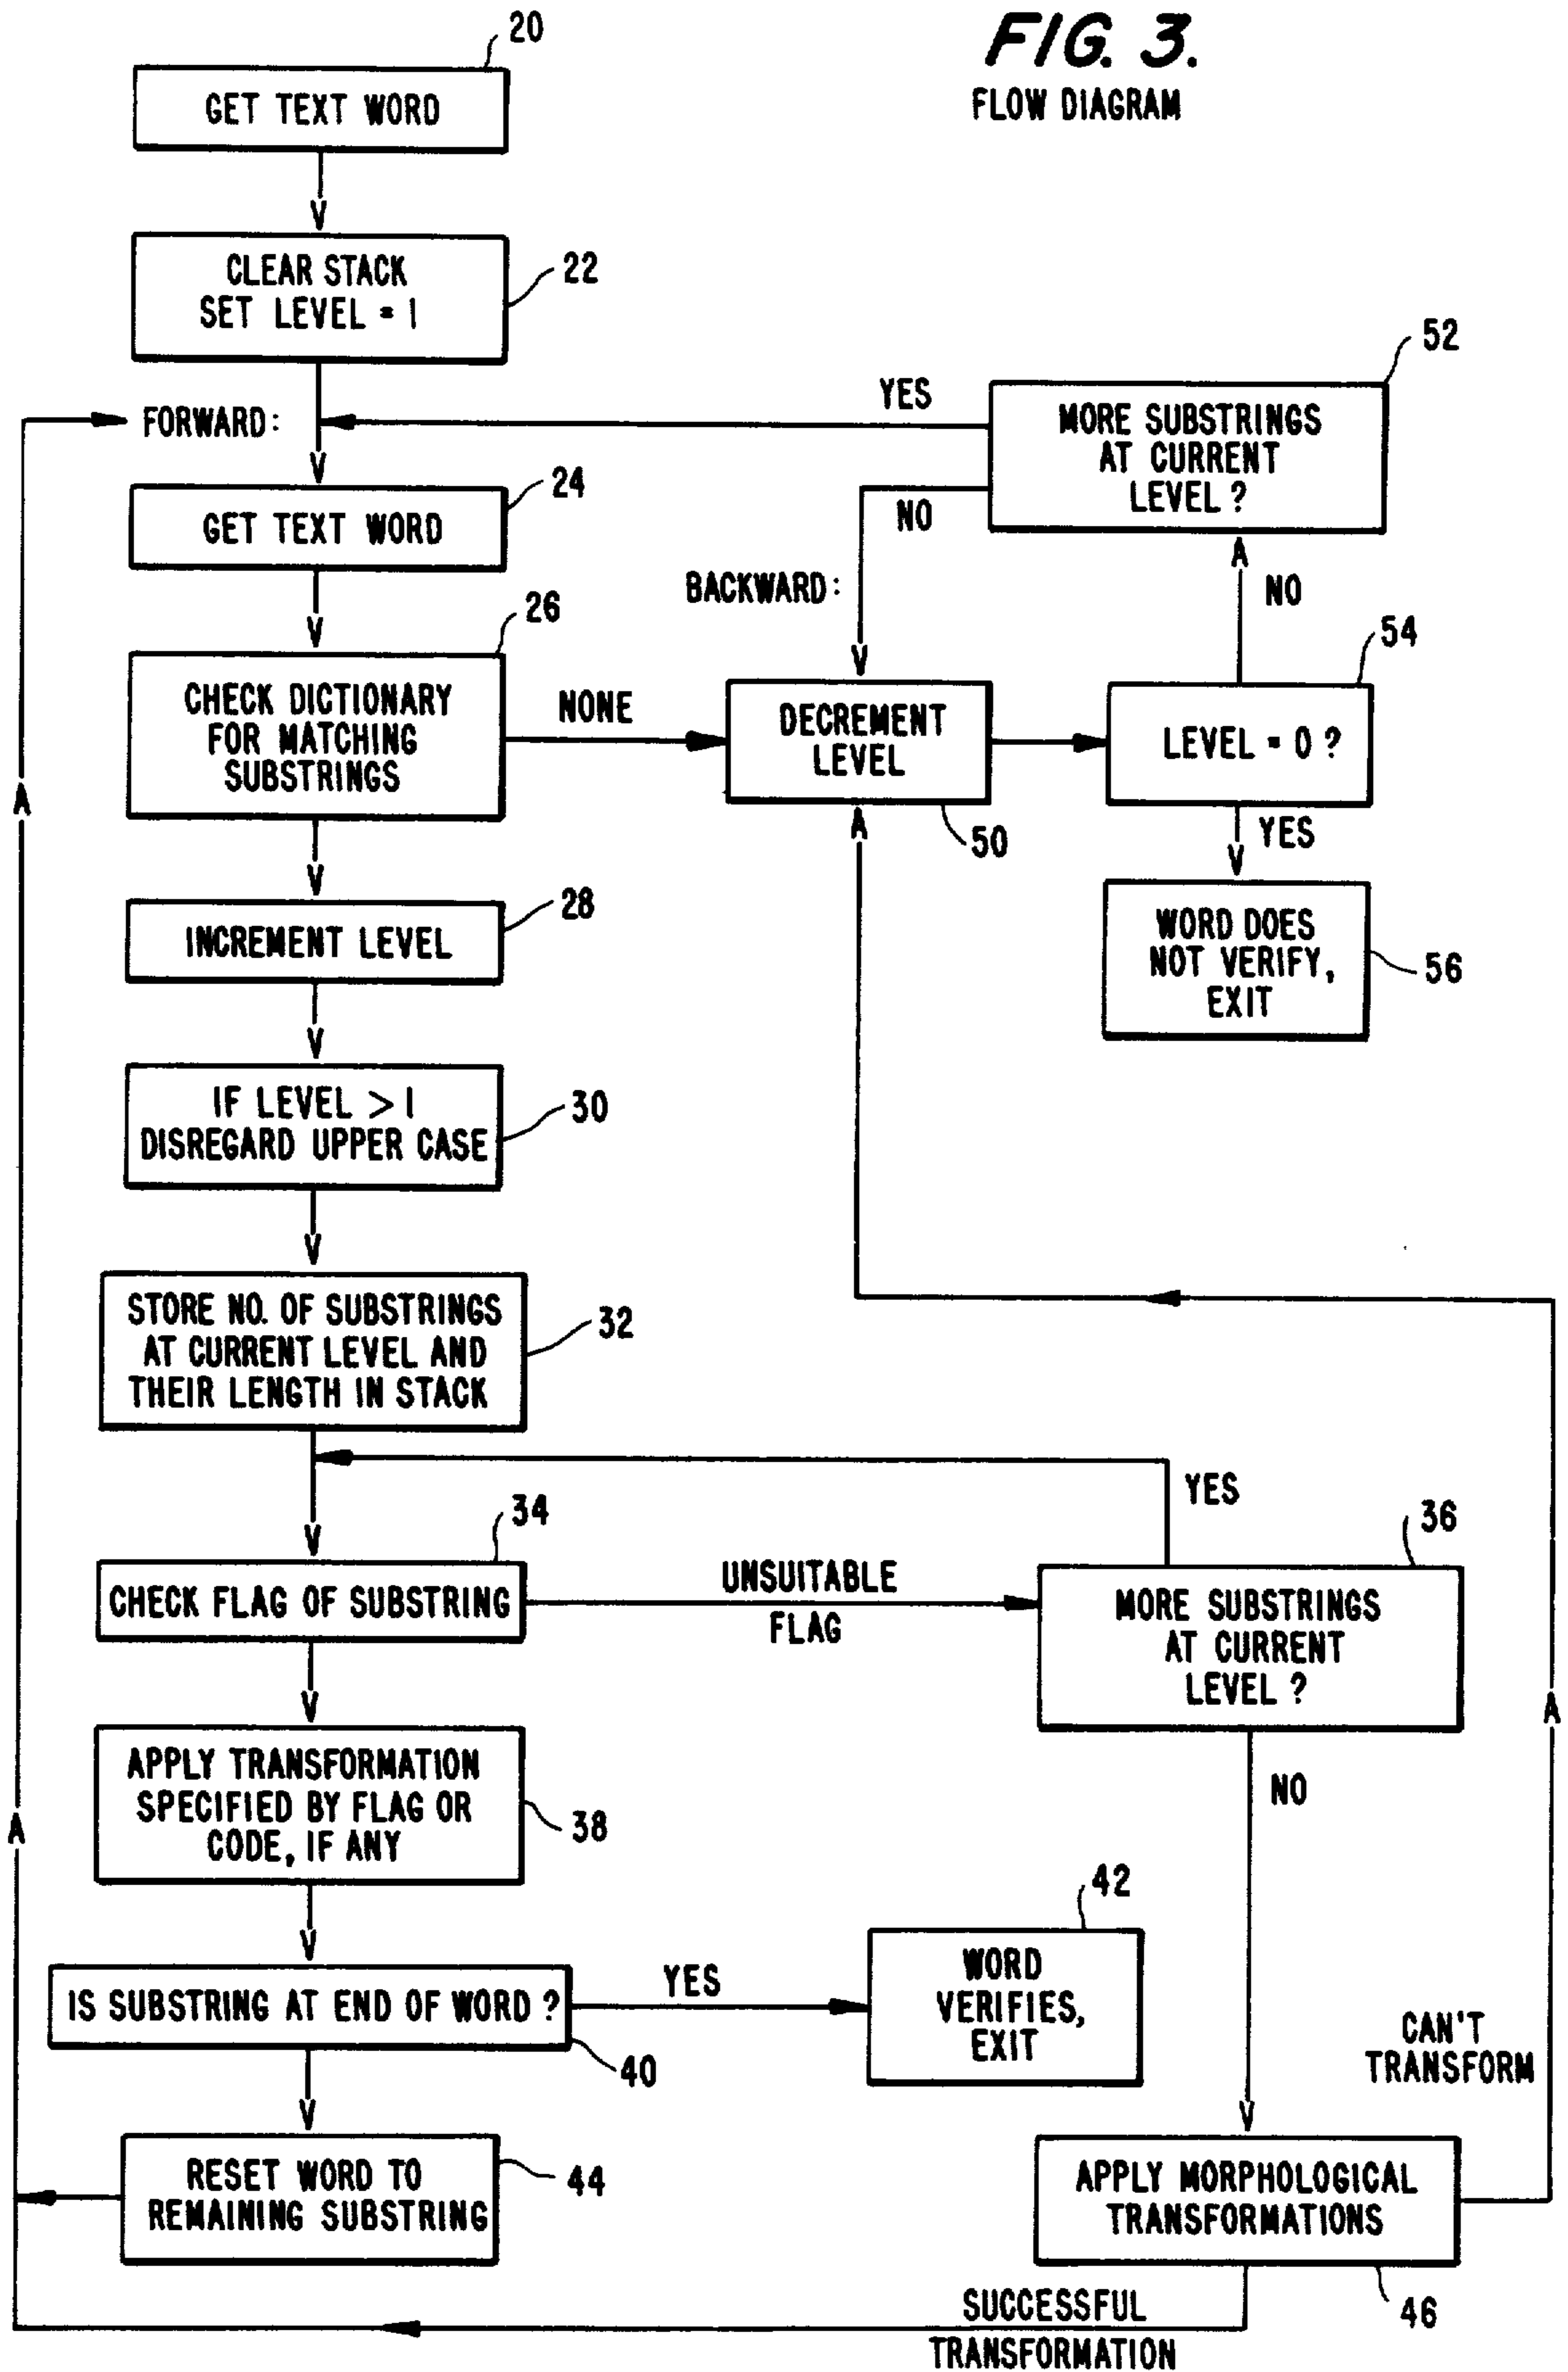 FIG. 3.
FLOW DIAGRAM
20
GET TEXT WORD
22
CLEAR STACK
SET LEVEL = 1
FORWARD:
24
GET TEXT WORD
26
CHECK DICTIONARY
FOR MATCHING
SUBSTRINGS
NONE
28
INCREMENT LEVEL
30
IF LEVEL > 1
DISREGARD UPPER CASE
32
STORE NO. OF SUBSTRINGS
AT CURRENT LEVEL AND
THEIR LENGTH IN STACK
34
CHECK FLAG OF SUBSTRING
UNSUITABLE
FLAG
38
APPLY TRANSFORMATION
SPECIFIED BY FLAG OR
CODE, IF ANY
IS SUBSTRING AT END OF WORD ?
40
YES
42
WORD
VERIFIES,
EXIT
RESET WORD TO
REMAINING SUBSTRING
44
52
MORE SUBSTRINGS
AT CURRENT
LEVEL ?
YES
NO
BACKWARD:
DECREMENT
LEVEL
50
NO
54
LEVEL = 0 ?
YES
WORD DOES
NOT VERIFY,
EXIT
56
YES
36
MORE SUBSTRINGS
AT CURRENT
LEVEL ?
NO
CAN'T
TRANSFORM
APPLY MORPHOLOGICAL
TRANSFORMATIONS
46
SUCCESSFUL
TRANSFORMATION